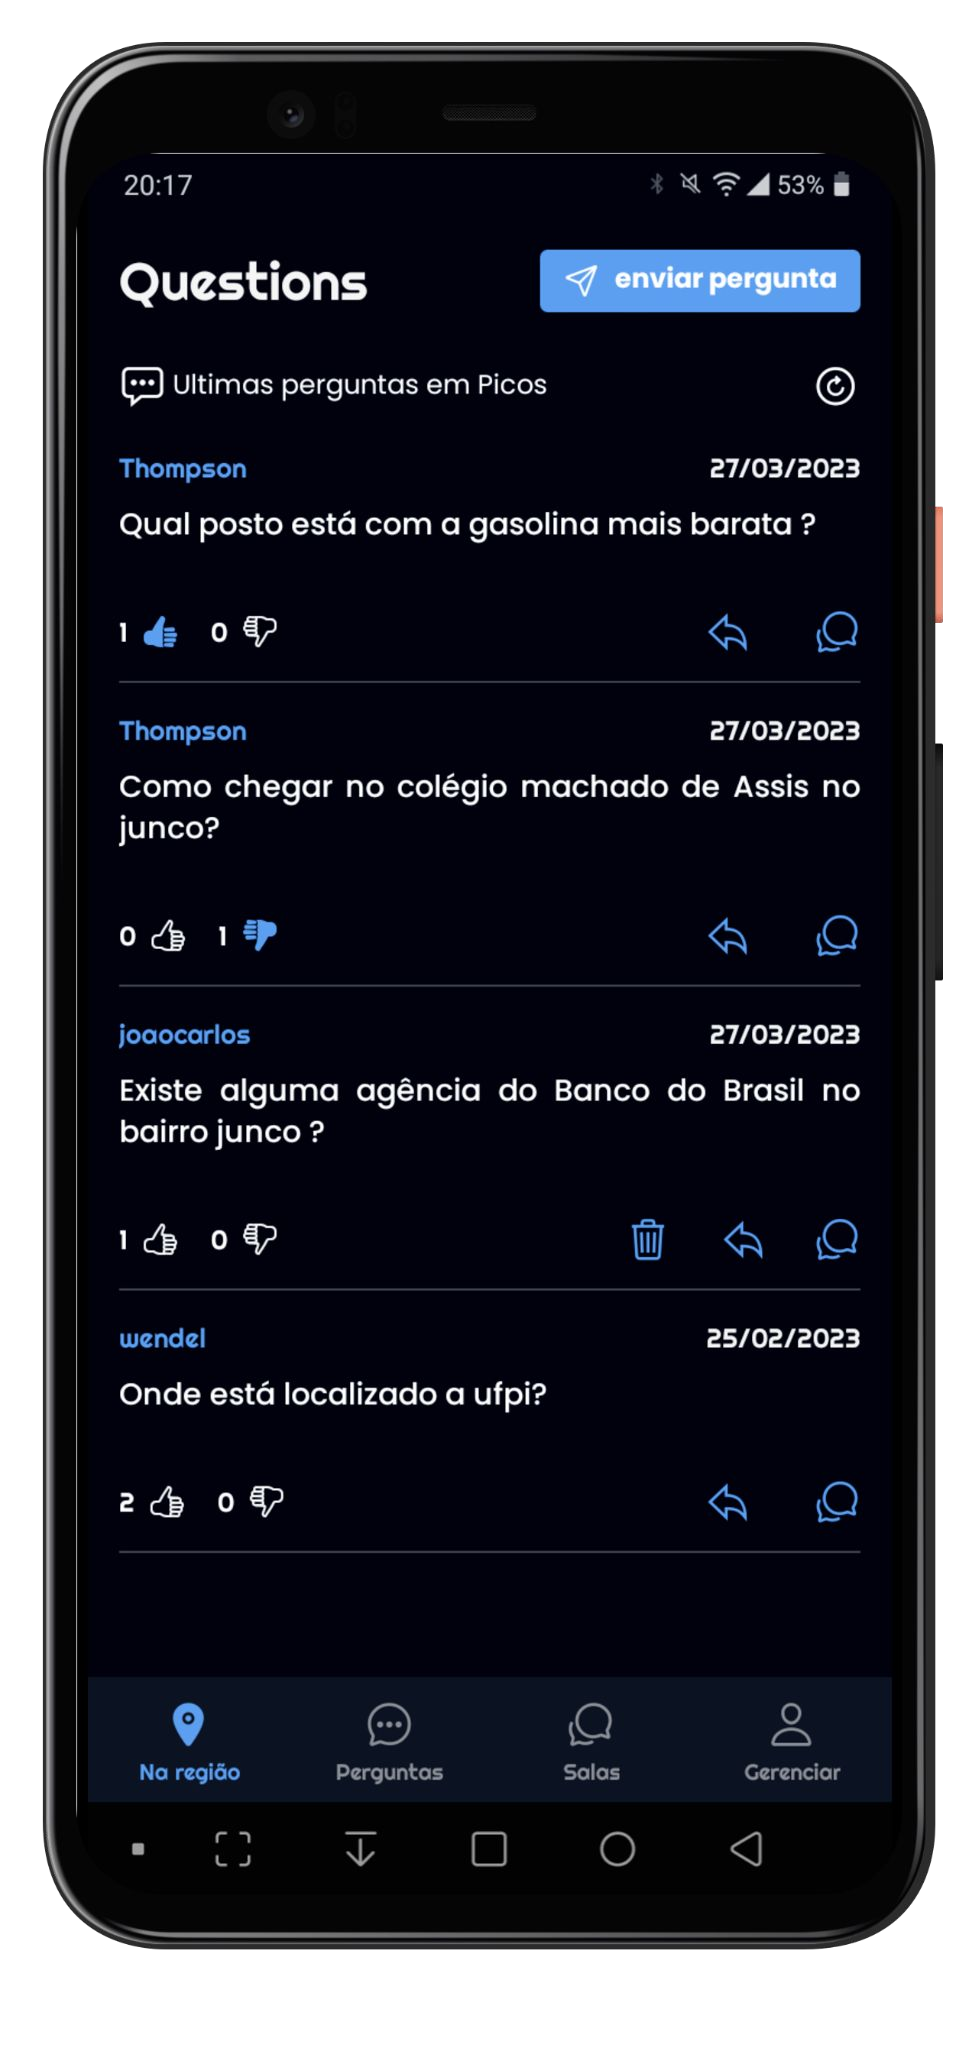 20:17
53%
Questions
enviar pergunta
Ultimas perguntas em Picos
Thompson
27/03/2023
Qual posto está com a gasolina mais barata ?
1
0
Thompson
27/03/2023
Como chegar no colégio machado de Assis no
junco?
0
1
joaocarlos
27/03/2023
Existe alguma agência do Banco do Brasil no
bairro junco ?
1
0
wendel
25/02/2023
Onde está localizado a ufpi?
2
0
Na região
Perguntas
Salas
Gerenciar